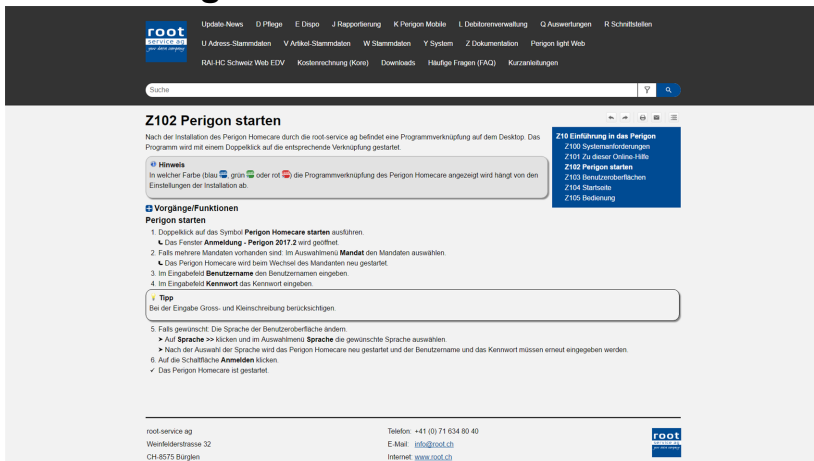 root
service ag
your data company
Update-News D Pflege E Dispo J Rapportierung K Perigon Mobile L Debitorenverwaltung Q Auswertungen R Schnittstellen
U Adress-Stammdaten V Artikel-Stammdaten W Stammdaten Y System Z Dokumentation Perigon light Web
RAI-HC Schweiz Web EDV Kostenrechnung (Kore) Downloads Häufige Fragen (FAQ) Kurzanleitungen
Suche
Z102 Perigon starten
Nach der Installation des Perigon Homecare durch die root-service ag befindet eine Programmverknüpfung auf dem Desktop. Das
Programm wird mit einem Doppelklick auf die entsprechende Verknüpfung gestartet.
Hinweis
In welcher Farbe (blau, grün oder rot) die Programmverknüpfung des Perigon Homecare angezeigt wird hängt von den
Einstellungen der Installation ab.
Z10 Einführung in das Perigon
Z100 Systemanforderungen
Z101 Zu dieser Online-Hilfe
Z102 Perigon starten
Z103 Benutzeroberflächen
Z104 Startseite
Z105 Bedienung
Vorgänge/Funktionen
Perigon starten
1. Doppelklick auf das Symbol Perigon Homecare starten ausführen.
Das Fenster Anmeldung - Perigon 2017.2 wird geöffnet.
2. Falls mehrere Mandaten vorhanden sind: Im Auswahlmenü Mandat den Mandaten auswählen.
Das Perigon Homecare wird beim Wechsel des Mandanten neu gestartet.
3. Im Eingabefeld Benutzername den Benutzernamen eingeben.
4. Im Eingabefeld Kennwort das Kennwort eingeben.
Tipp
Bei der Eingabe Gross- und Kleinschreibung berücksichtigen.
5. Falls gewünscht: Die Sprache der Benutzeroberfläche ändern.
➤ Auf Sprache >> klicken und im Auswahlmenü Sprache die gewünschte Sprache auswählen.
➤ Nach der Auswahl der Sprache wird das Perigon Homecare neu gestartet und der Benutzername und das Kennwort müssen erneut eingegeben werden.
6. Auf die Schaltfläche Anmelden klicken.
✓ Das Perigon Homecare ist gestartet.
root-service ag
Weinfelderstrasse 32
CH-8575 Bürglen
Telefon: +41 (0) 71 634 80 40
E-Mail: info@root.ch
Internet: www.root.ch
root
service ag